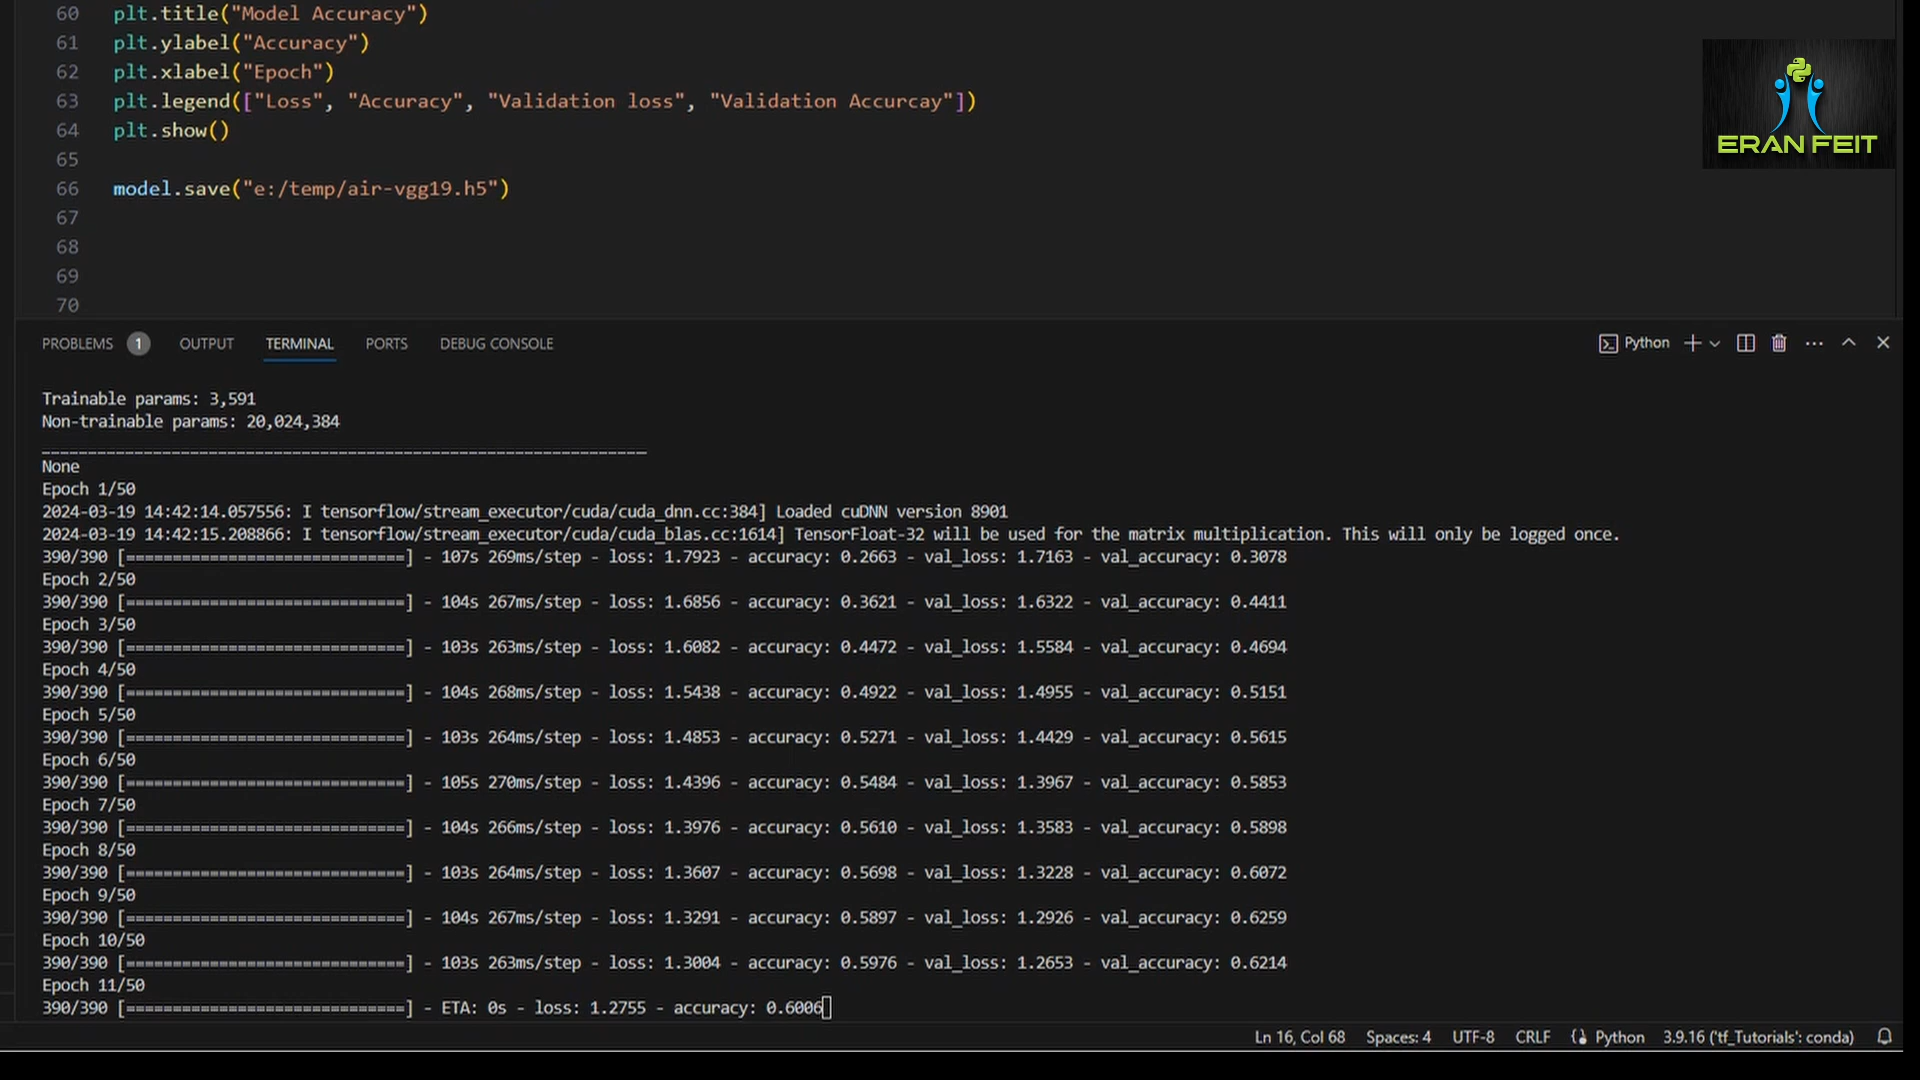 60 plt.title("Model Accuracy")
61 plt.ylabel("Accuracy")
62 plt.xlabel("Epoch")
63 plt.legend(["Loss", "Accuracy", "Validation loss", "Validation Accurcay"])
64 plt.show()
65
66 model.save("e:/temp/air-vgg19.h5")
67
68
69
70
ERAN FEIT
PROBLEMS 1 OUTPUT TERMINAL PORTS DEBUG CONSOLE Python
Trainable params: 3,591
Non-trainable params: 20,024,384
_________________________________________________________________
None
Epoch 1/50
2024-03-19 14:42:14.057556: I tensorflow/stream_executor/cuda/cuda_dnn.cc:384] Loaded cuDNN version 8901
2024-03-19 14:42:15.208866: I tensorflow/stream_executor/cuda/cuda_blas.cc:1614] TensorFloat-32 will be used for the matrix multiplication. This will only be logged once.
390/390 [==============================] - 107s 269ms/step - loss: 1.7923 - accuracy: 0.2663 - val_loss: 1.7163 - val_accuracy: 0.3078
Epoch 2/50
390/390 [==============================] - 104s 267ms/step - loss: 1.6856 - accuracy: 0.3621 - val_loss: 1.6322 - val_accuracy: 0.4411
Epoch 3/50
390/390 [==============================] - 103s 263ms/step - loss: 1.6082 - accuracy: 0.4472 - val_loss: 1.5584 - val_accuracy: 0.4694
Epoch 4/50
390/390 [==============================] - 104s 268ms/step - loss: 1.5438 - accuracy: 0.4922 - val_loss: 1.4955 - val_accuracy: 0.5151
Epoch 5/50
390/390 [==============================] - 103s 264ms/step - loss: 1.4853 - accuracy: 0.5271 - val_loss: 1.4429 - val_accuracy: 0.5615
Epoch 6/50
390/390 [==============================] - 105s 270ms/step - loss: 1.4396 - accuracy: 0.5484 - val_loss: 1.3967 - val_accuracy: 0.5853
Epoch 7/50
390/390 [==============================] - 104s 266ms/step - loss: 1.3976 - accuracy: 0.5610 - val_loss: 1.3583 - val_accuracy: 0.5898
Epoch 8/50
390/390 [==============================] - 103s 264ms/step - loss: 1.3607 - accuracy: 0.5698 - val_loss: 1.3228 - val_accuracy: 0.6072
Epoch 9/50
390/390 [==============================] - 104s 267ms/step - loss: 1.3291 - accuracy: 0.5897 - val_loss: 1.2926 - val_accuracy: 0.6259
Epoch 10/50
390/390 [==============================] - 103s 263ms/step - loss: 1.3004 - accuracy: 0.5976 - val_loss: 1.2653 - val_accuracy: 0.6214
Epoch 11/50
390/390 [==============================] - ETA: 0s - loss: 1.2755 - accuracy: 0.6006
Ln 16, Col 68 Spaces: 4 UTF-8 CRLF Python 3.9.16 ('tf_Tutorials': conda)